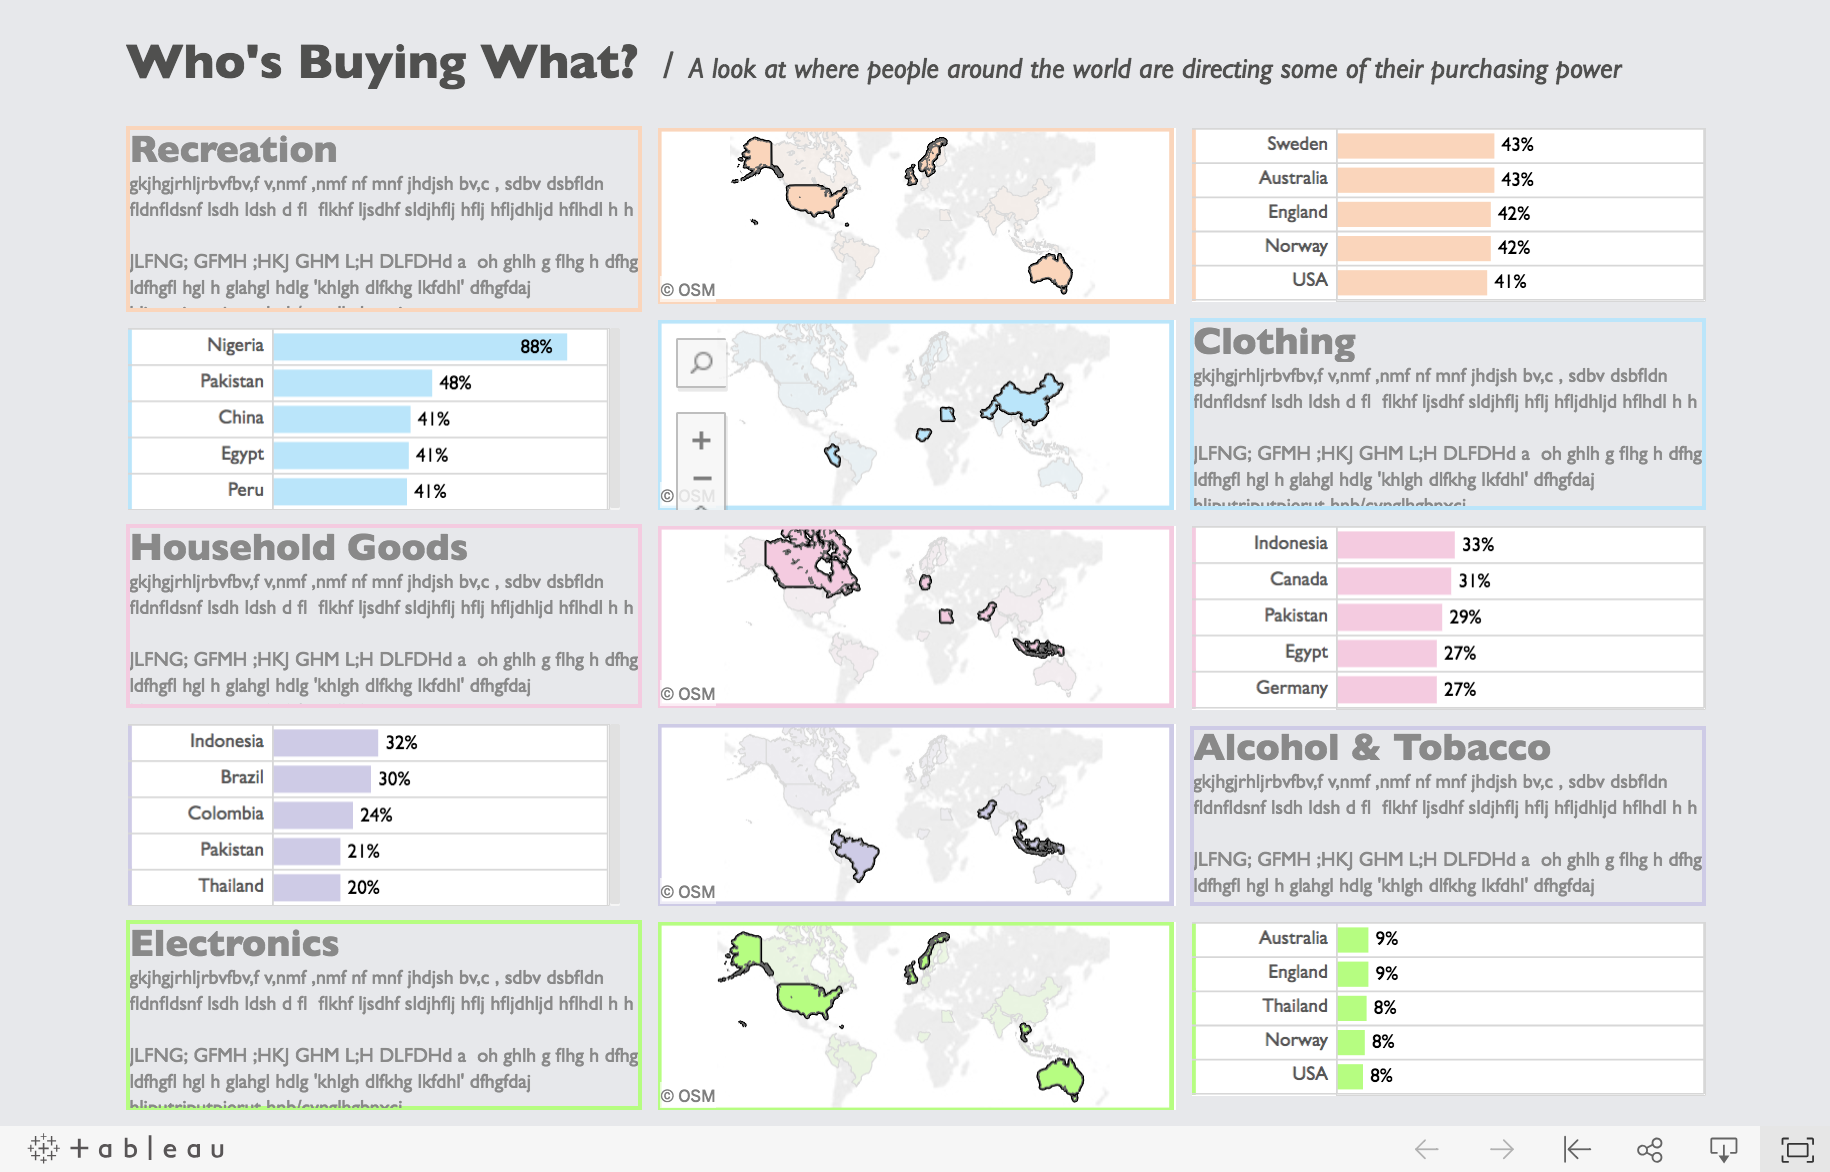 Who's Buying What? / A look at where people around the world are directing some of their purchasing power
Recreation
gkjhgjrhljrbvfbv,f v,nmf ,nmf nf mnf jhdjsh bv,c , sdbv dsbfldn
fldnfldsnf lsdh ldsh d fl  flkhf ljsdhf sldjhflj hflj hfljdhljd hflhdl h h
JLFNG; GFMH ;HKJ GHM L;H DLFDHd a  oh ghlh g flhg h dfhg
ldfhgfl hgl h glahgl hdlg 'khlgh dlfkhg lkfdhl' dfhgfdaj
© OSM
Sweden 43%
Australia 43%
England 42%
Norway 42%
USA 41%
Nigeria 88%
Pakistan 48%
China 41%
Egypt 41%
Peru 41%
+
−
© OSM
Clothing
gkjhgjrhljrbvfbv,f v,nmf ,nmf nf mnf jhdjsh bv,c , sdbv dsbfldn
fldnfldsnf lsdh ldsh d fl  flkhf ljsdhf sldjhflj hflj hfljdhljd hflhdl h h
JLFNG; GFMH ;HKJ GHM L;H DLFDHd a  oh ghlh g flhg h dfhg
ldfhgfl hgl h glahgl hdlg 'khlgh dlfkhg lkfdhl' dfhgfdaj
Household Goods
gkjhgjrhljrbvfbv,f v,nmf ,nmf nf mnf jhdjsh bv,c , sdbv dsbfldn
fldnfldsnf lsdh ldsh d fl  flkhf ljsdhf sldjhflj hflj hfljdhljd hflhdl h h
JLFNG; GFMH ;HKJ GHM L;H DLFDHd a  oh ghlh g flhg h dfhg
ldfhgfl hgl h glahgl hdlg 'khlgh dlfkhg lkfdhl' dfhgfdaj
© OSM
Indonesia 33%
Canada 31%
Pakistan 29%
Egypt 27%
Germany 27%
Indonesia 32%
Brazil 30%
Colombia 24%
Pakistan 21%
Thailand 20%
© OSM
Alcohol & Tobacco
gkjhgjrhljrbvfbv,f v,nmf ,nmf nf mnf jhdjsh bv,c , sdbv dsbfldn
fldnfldsnf lsdh ldsh d fl  flkhf ljsdhf sldjhflj hflj hfljdhljd hflhdl h h
JLFNG; GFMH ;HKJ GHM L;H DLFDHd a  oh ghlh g flhg h dfhg
ldfhgfl hgl h glahgl hdlg 'khlgh dlfkhg lkfdhl' dfhgfdaj
Electronics
gkjhgjrhljrbvfbv,f v,nmf ,nmf nf mnf jhdjsh bv,c , sdbv dsbfldn
fldnfldsnf lsdh ldsh d fl  flkhf ljsdhf sldjhflj hflj hfljdhljd hflhdl h h
JLFNG; GFMH ;HKJ GHM L;H DLFDHd a  oh ghlh g flhg h dfhg
ldfhgfl hgl h glahgl hdlg 'khlgh dlfkhg lkfdhl' dfhgfdaj
© OSM
Australia 9%
England 9%
Thailand 8%
Norway 8%
USA 8%
+ableau